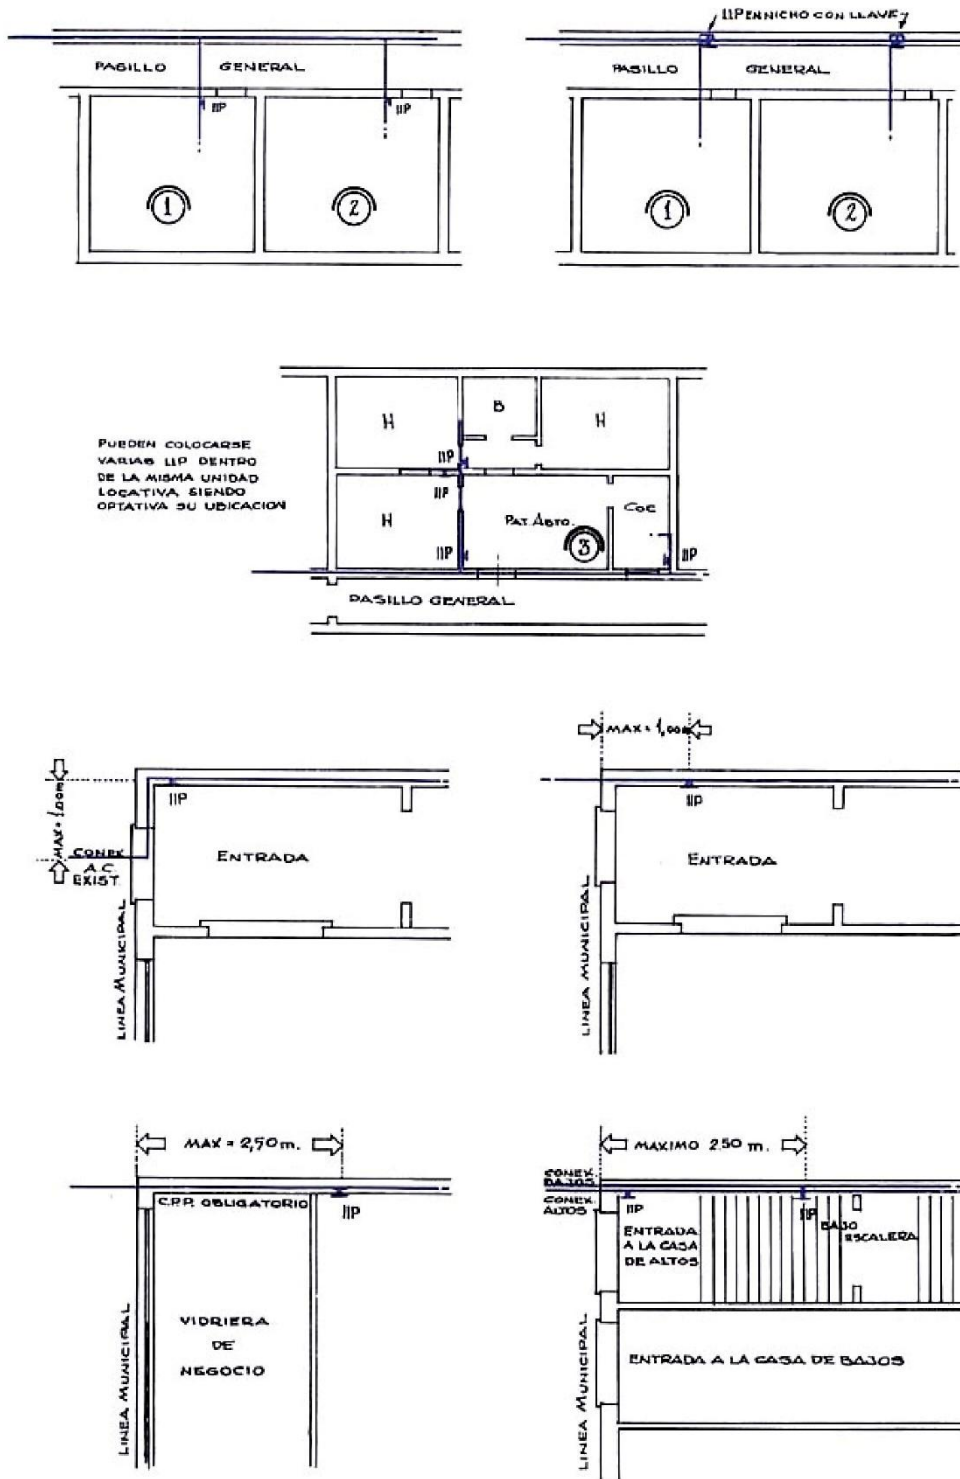 PASILLO GENERAL
LLP
LLP
1
2
LLP EN NICHO CON LLAVE
PASILLO GENERAL
1
2
PUEDEN COLOCARSE
VARIAS LLP DENTRO
DE LA MISMA UNIDAD
LOCATIVA SIENDO
OPTATIVA SU UBICACION
H
B
H
LLP
LLP
H
PAT. ABTO.
COC
3
LLP
LLP
PASILLO GENERAL
MAX = 1,00m
LLP
CONEX.
A.C.
EXIST.
ENTRADA
LINEA MUNICIPAL
MAX = 1,00m
LLP
ENTRADA
LINEA MUNICIPAL
MAX = 2,50 m.
C.P.P. OBLIGATORIO
LLP
VIDRIERA
DE
NEGOCIO
LINEA MUNICIPAL
MAXIMO 2.50 m.
CONEX.
BAJOS
CONEX.
ALTOS
LLP
LLP
ENTRADA
A LA CASA
DE ALTOS
BAJO
ESCALERA
ENTRADA A LA CASA DE BAJOS
LINEA MUNICIPAL